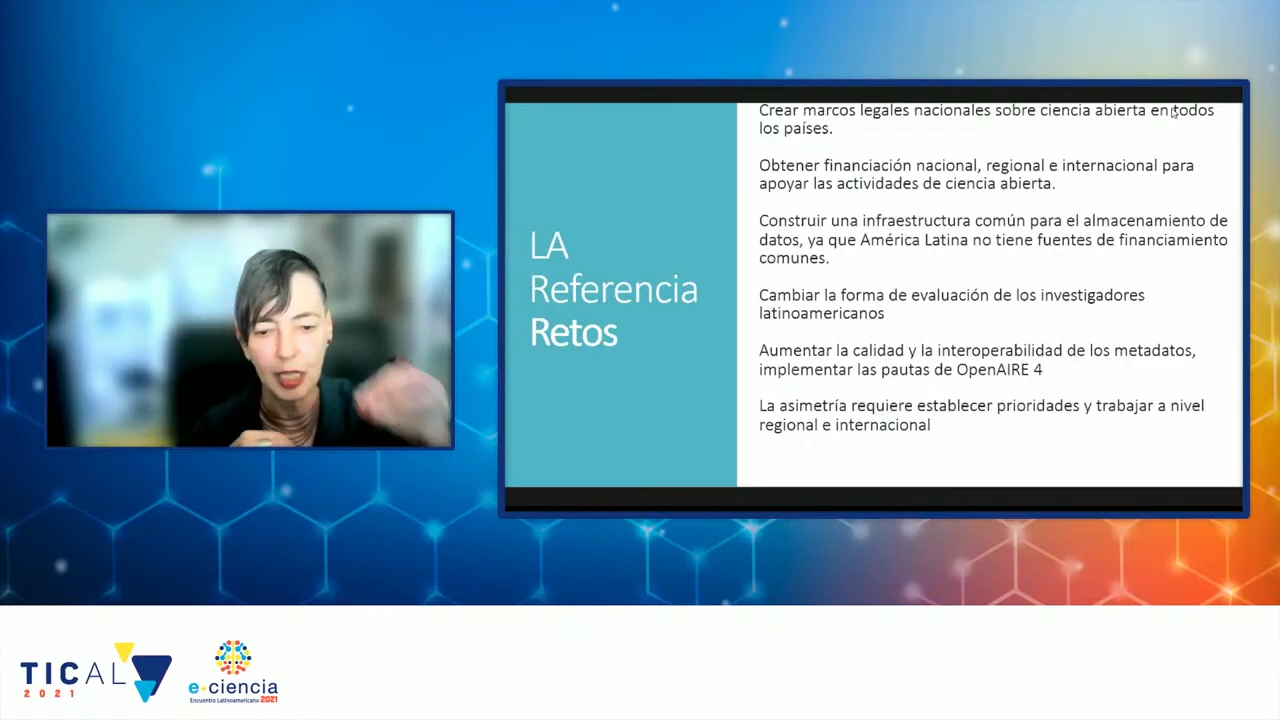 LA
Referencia
Retos
Crear marcos legales nacionales sobre ciencia abierta en todos
los países.
Obtener financiación nacional, regional e internacional para
apoyar las actividades de ciencia abierta.
Construir una infraestructura común para el almacenamiento de
datos, ya que América Latina no tiene fuentes de financiamiento
comunes.
Cambiar la forma de evaluación de los investigadores
latinoamericanos
Aumentar la calidad y la interoperabilidad de los metadatos,
implementar las pautas de OpenAIRE 4
La asimetría requiere establecer prioridades y trabajar a nivel
regional e internacional
TICAL
2021
e-ciencia
Encuentro Latinoamericano 2021